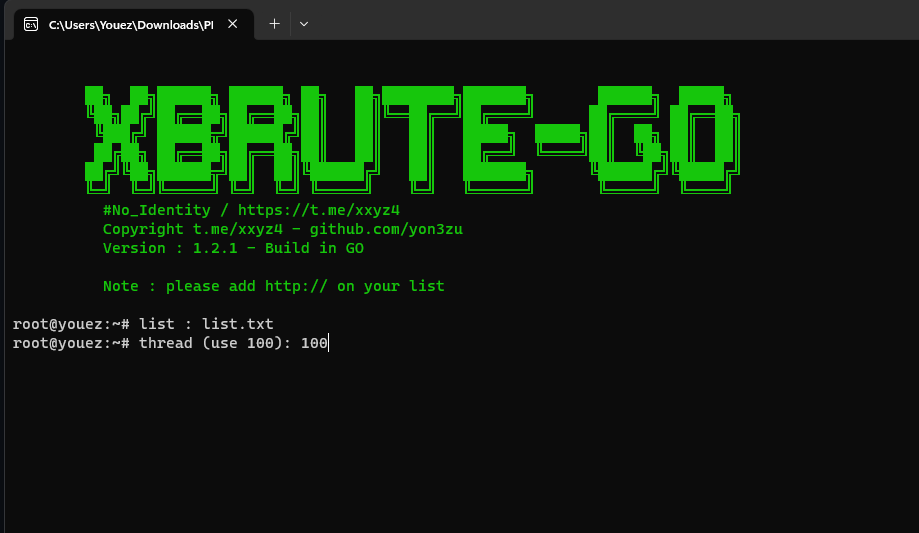 C:\Users\Youez\Downloads\Pl
XBRUTE-GO
#No_Identity / https://t.me/xxyz4
Copyright t.me/xxyz4 - github.com/yon3zu
Version : 1.2.1 - Build in GO
Note : please add http:// on your list
root@youez:~# list : list.txt
root@youez:~# thread (use 100): 100